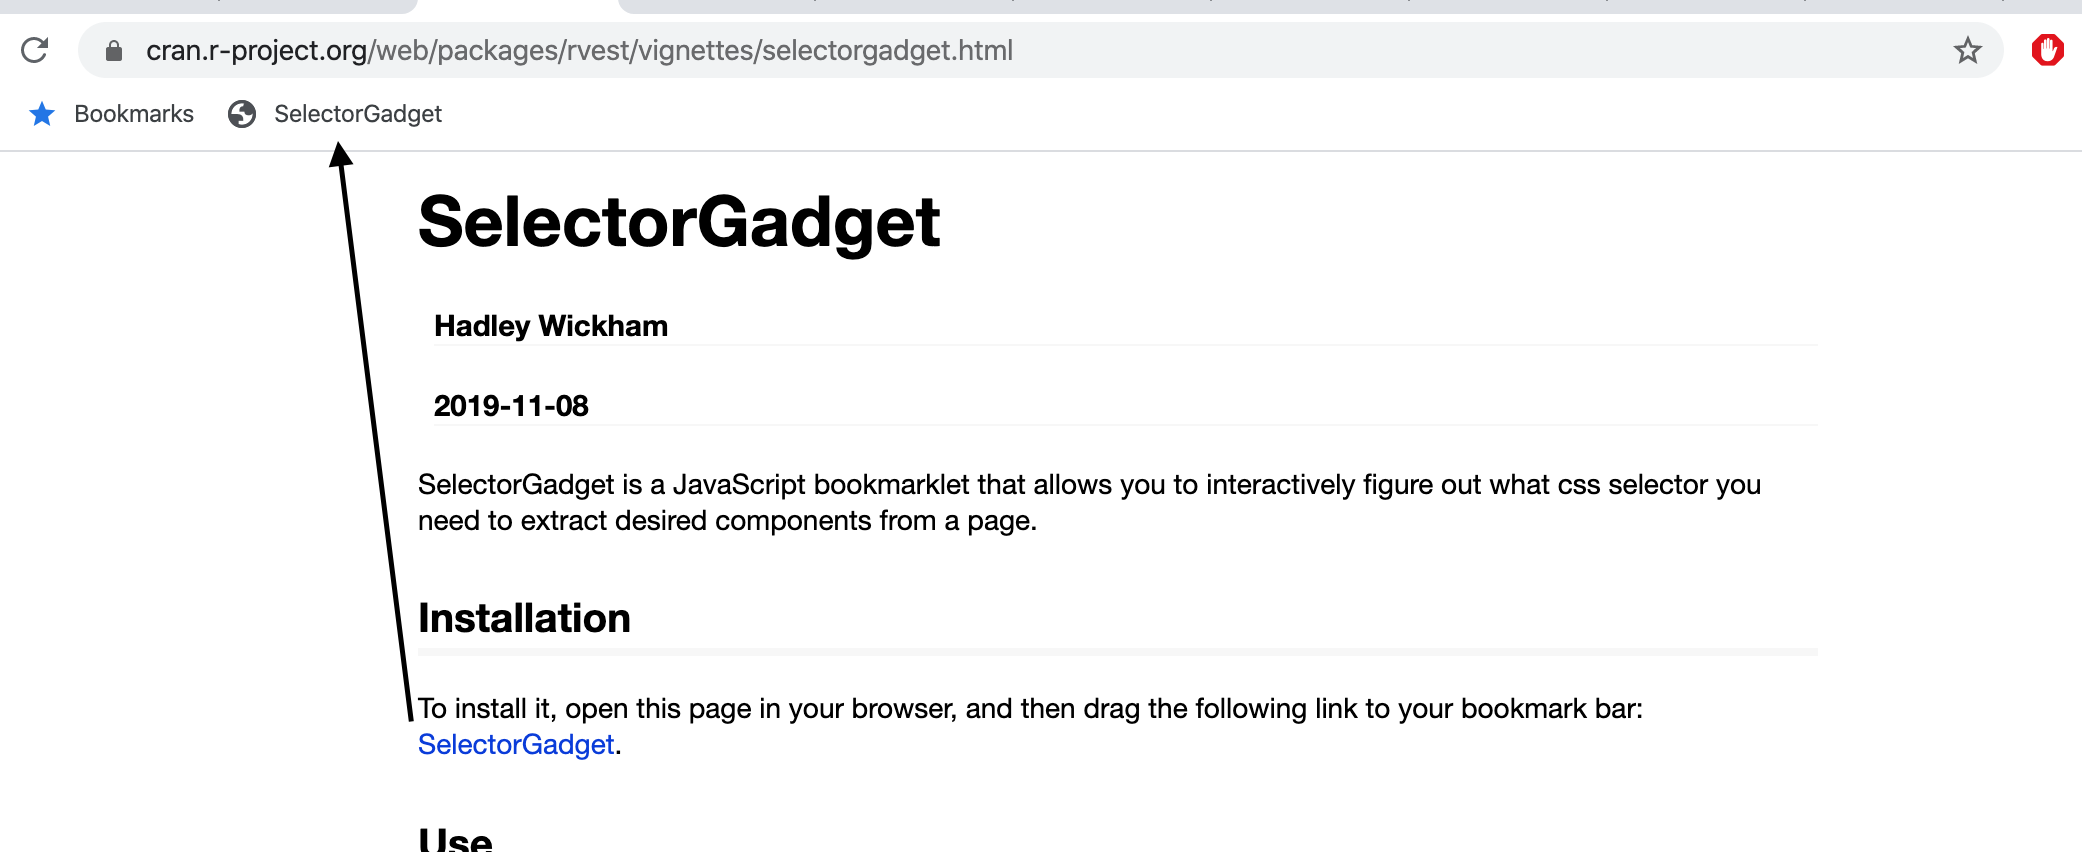 cran.r-project.org/web/packages/rvest/vignettes/selectorgadget.html
Bookmarks SelectorGadget
SelectorGadget
Hadley Wickham
2019-11-08
SelectorGadget is a JavaScript bookmarklet that allows you to interactively figure out what css selector you
need to extract desired components from a page.
Installation
To install it, open this page in your browser, and then drag the following link to your bookmark bar:
SelectorGadget.
Use